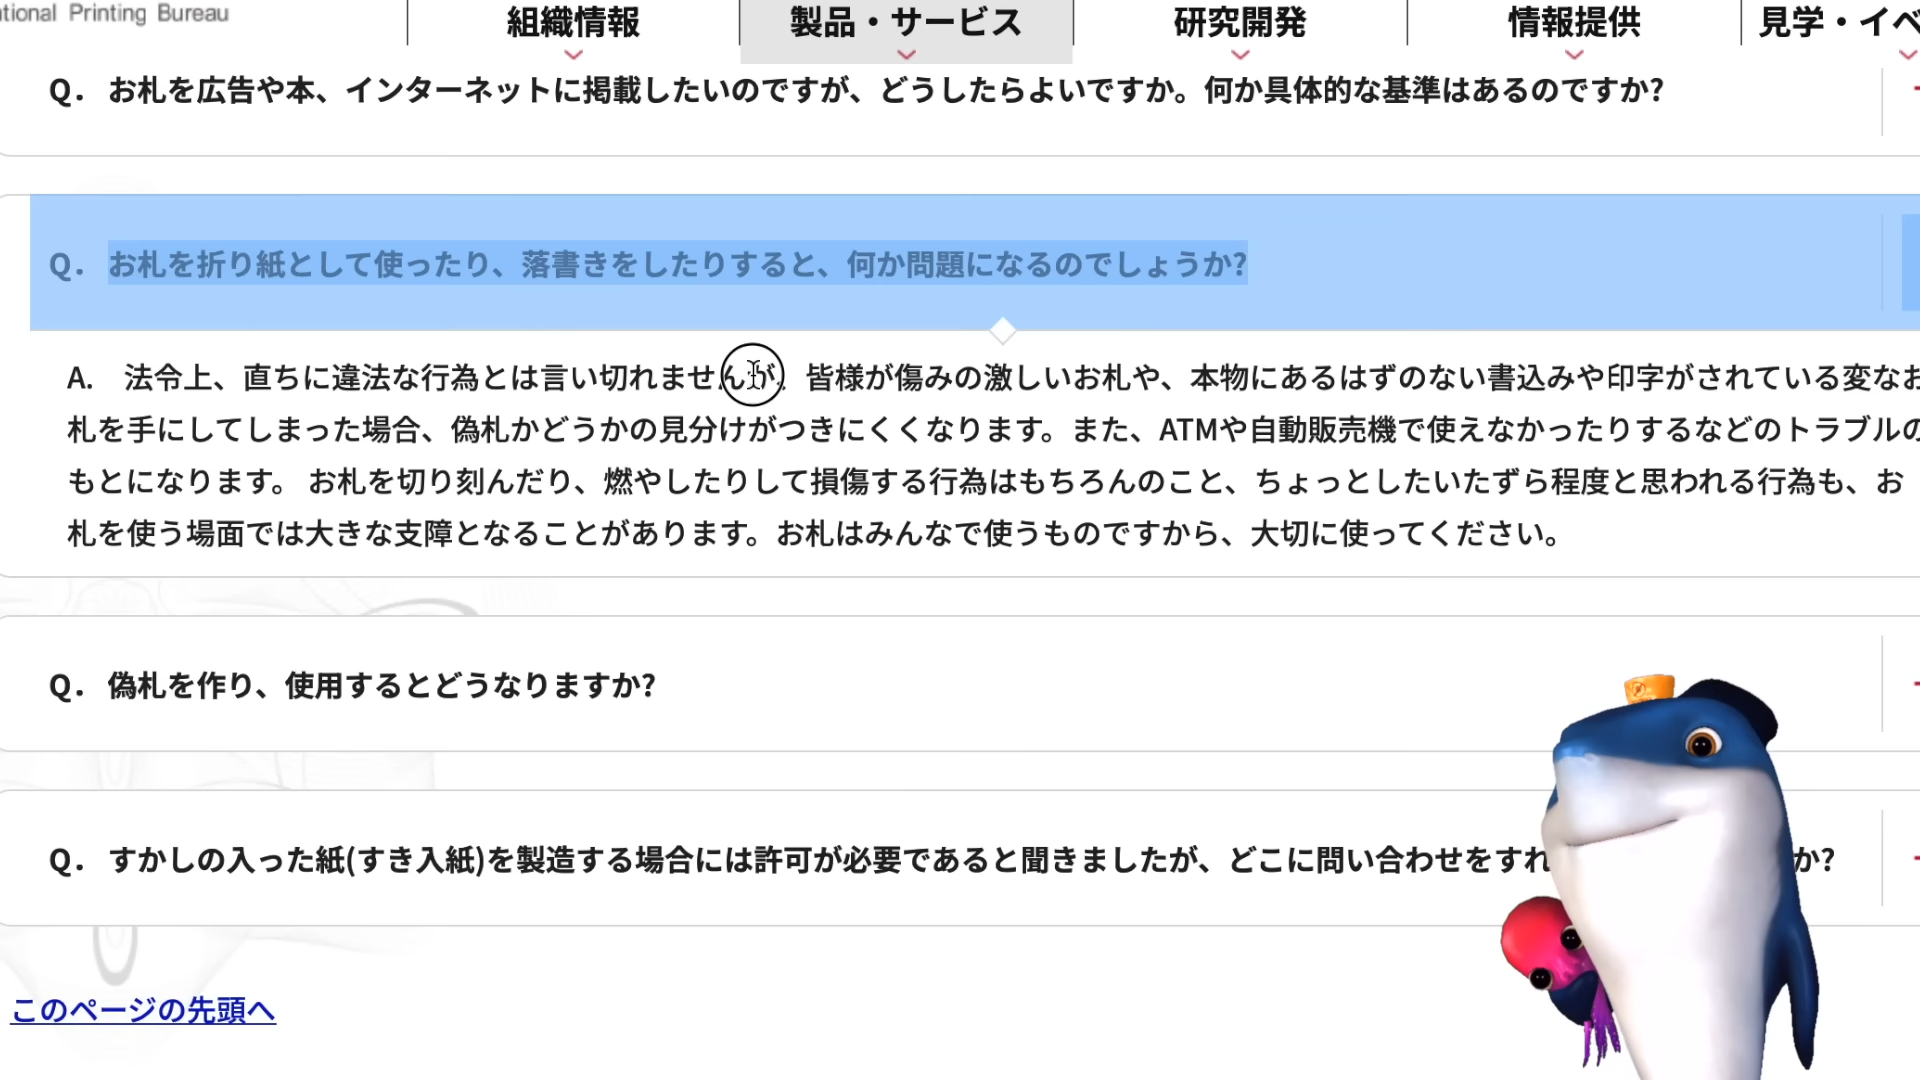 tional Printing Bureau
組織情報
製品・サービス
研究開発
情報提供
見学・イベ
Q. お札を広告や本、インターネットに掲載したいのですが、どうしたらよいですか。何か具体的な基準はあるのですか?
Q. お札を折り紙として使ったり、落書きをしたりすると、何か問題になるのでしょうか?
A. 法令上、直ちに違法な行為とは言い切れませんが、皆様が傷みの激しいお札や、本物にあるはずのない書込みや印字がされている変なお
札を手にしてしまった場合、偽札かどうかの見分けがつきにくくなります。また、ATMや自動販売機で使えなかったりするなどのトラブルの
もとになります。 お札を切り刻んだり、燃やしたりして損傷する行為はもちろんのこと、ちょっとしたいたずら程度と思われる行為も、お
札を使う場面では大きな支障となることがあります。お札はみんなで使うものですから、大切に使ってください。
Q. 偽札を作り、使用するとどうなりますか?
Q. すかしの入った紙(すき入紙)を製造する場合には許可が必要であると聞きましたが、どこに問い合わせをすれ か?
このページの先頭へ